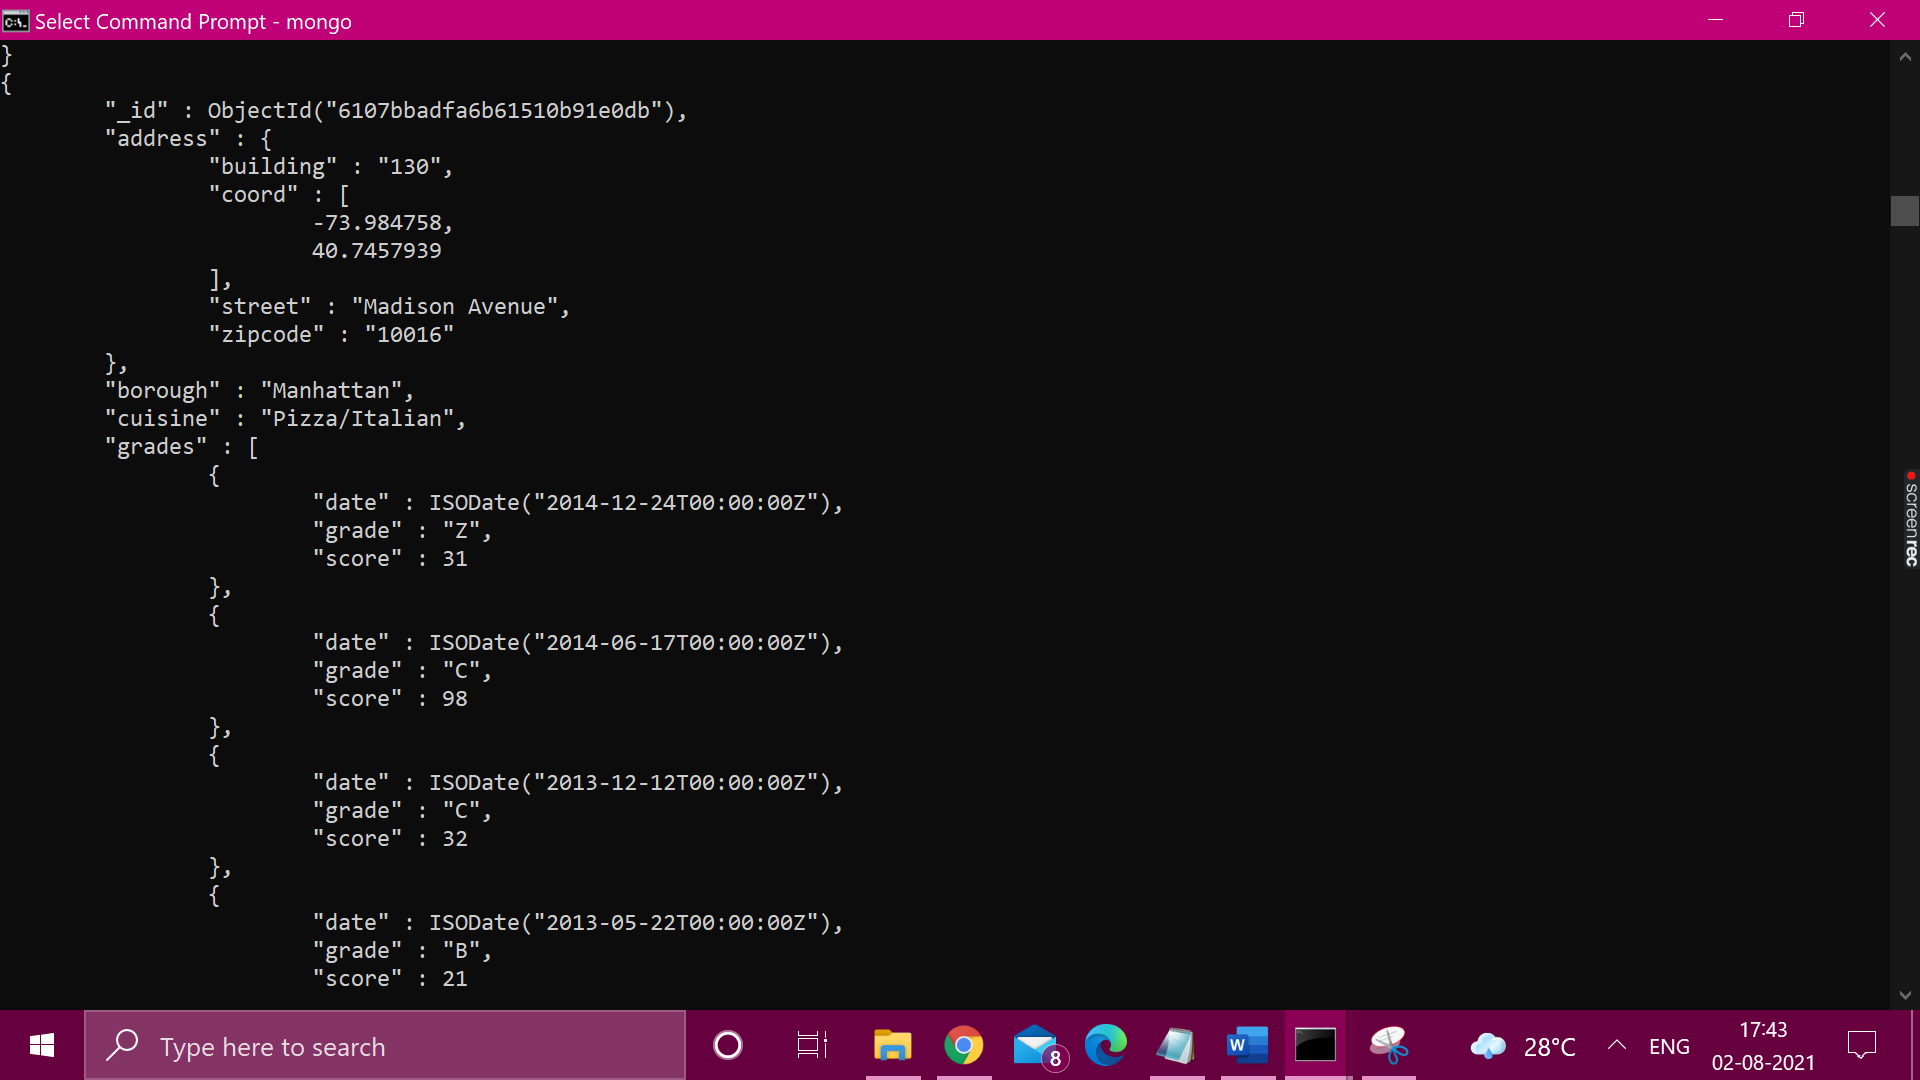 Select Command Prompt - mongo
}
{
"_id" : ObjectId("6107bbadfa6b61510b91e0db"),
"address" : {
"building" : "130",
"coord" : [
-73.984758,
40.7457939
],
"street" : "Madison Avenue",
"zipcode" : "10016"
},
"borough" : "Manhattan",
"cuisine" : "Pizza/Italian",
"grades" : [
{
"date" : ISODate("2014-12-24T00:00:00Z"),
"grade" : "Z",
"score" : 31
},
{
"date" : ISODate("2014-06-17T00:00:00Z"),
"grade" : "C",
"score" : 98
},
{
"date" : ISODate("2013-12-12T00:00:00Z"),
"grade" : "C",
"score" : 32
},
{
"date" : ISODate("2013-05-22T00:00:00Z"),
"grade" : "B",
"score" : 21
screenrec
Type here to search
8
W
28°C
ENG
17:43
02-08-2021